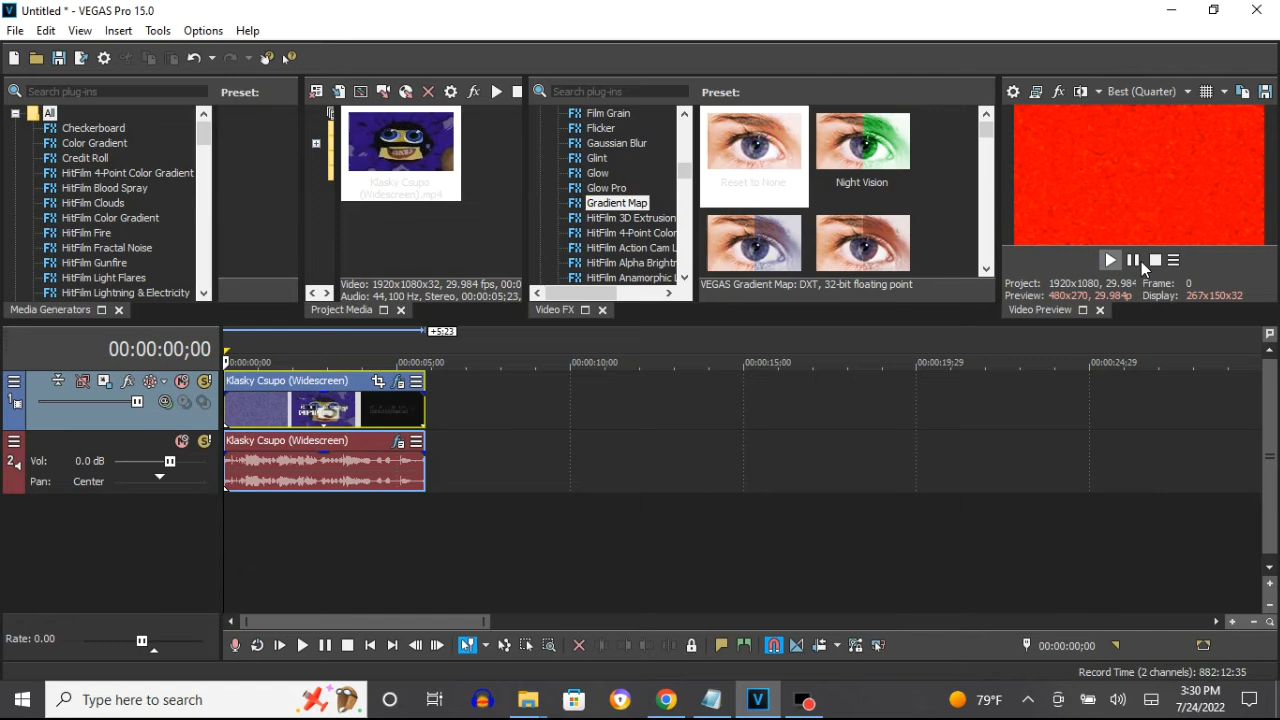 Untitled * - VEGAS Pro 15.0
File Edit View Insert Tools Options Help
Search plug-ins
Preset:
All
Checkerboard
Color Gradient
Credit Roll
HitFilm 4-Point Color Gradient
HitFilm Blood Spray
HitFilm Clouds
HitFilm Color Gradient
HitFilm Fire
HitFilm Fractal Noise
HitFilm Gunfire
HitFilm Light Flares
HitFilm Lightning & Electricity
Media Generators
Klasky Csupo
(Widescreen).mp4
Video: 1920x1080x32, 29.984 fps, 00:0
Audio: 44,100 Hz, Stereo, 00:00:05;23,
Project Media
Search plug-ins
Preset:
Film Grain
Flicker
Gaussian Blur
Glint
Glow
Glow Pro
Gradient Map
HitFilm 3D Extrusion
HitFilm 4-Point Color
HitFilm Action Cam L
HitFilm Alpha Brightn
HitFilm Anamorphic L
Reset to None
Night Vision
VEGAS Gradient Map: DXT, 32-bit floating point
Video FX
Best (Quarter)
Project: 1920x1080, 29.984 Frame: 0
Preview: 480x270, 29.984p Display: 267x150x32
Video Preview
+5;23
00:00:00;00
0:00:00;00 00:00:05;00 00:00:10;00 00:00:15;00 00:00:19;29 00:00:24;29
1
Klasky Csupo (Widescreen)
2
Klasky Csupo (Widescreen)
Vol: 0.0 dB
Pan: Center
Rate: 0.00
00:00:00;00
Record Time (2 channels): 882:12:35
Type here to search
79°F
3:30 PM
7/24/2022